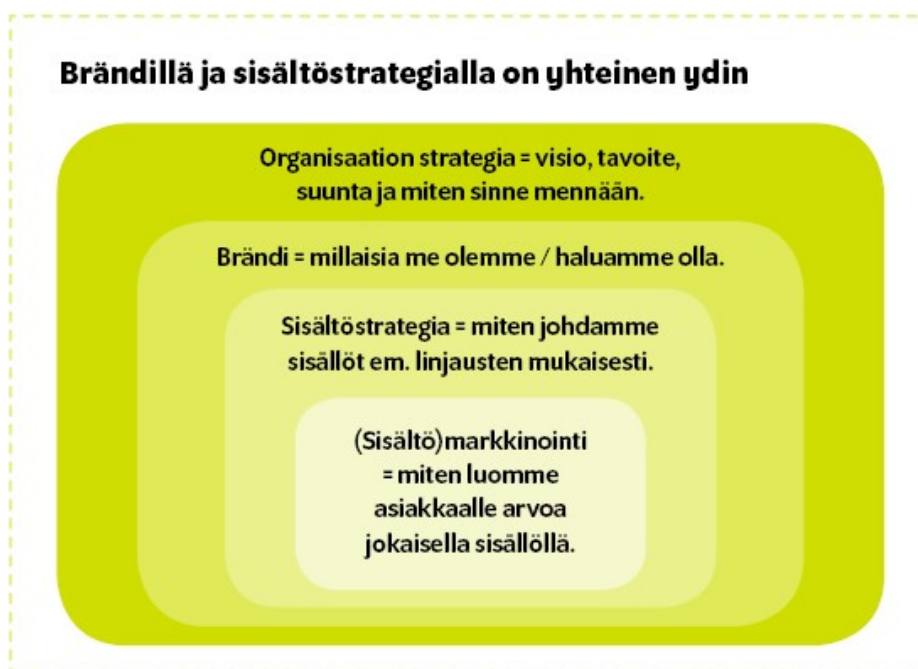 Brändillä ja sisältöstrategialla on yhteinen ydin
Organisaation strategia = visio, tavoite,
suunta ja miten sinne mennään.
Brändi = millaisia me olemme / haluamme olla.
Sisältöstrategia = miten johdamme
sisällöt em. linjausten mukaisesti.
(Sisältö)markkinointi
= miten luomme
asiakkaalle arvoa
jokaisella sisällöllä.